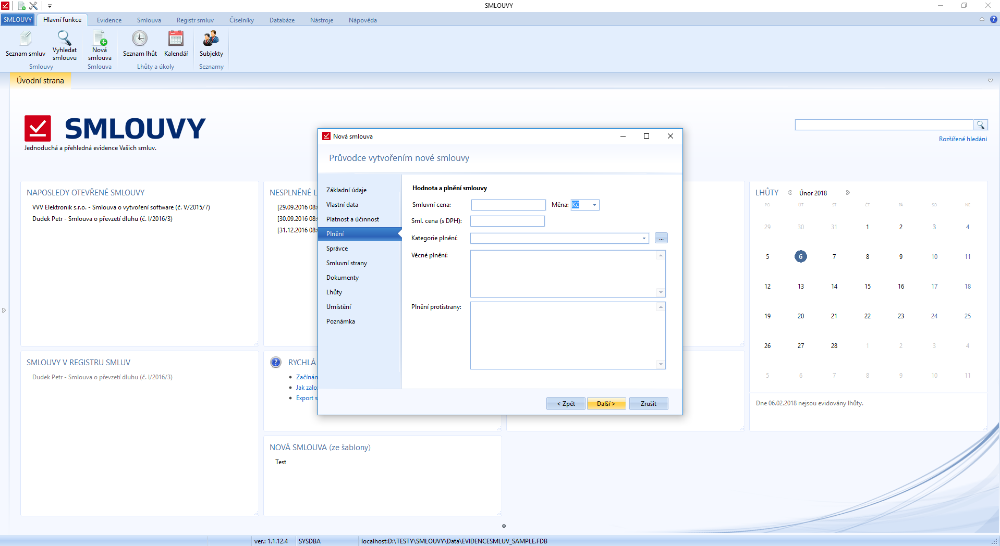 SMLOUVY
SMLOUVY Hlavní funkce Evidence Smlouva Registr smluv Číselníky Databáze Nástroje Nápověda
Seznam smluv
Vyhledat smlouvu
Nová smlouva
Seznam lhůt
Kalendář
Subjekty
Smlouvy Smlouva Lhůty a úkoly Seznamy
Úvodní strana
SMLOUVY
Jednoduchá a přehledná evidence Vašich smluv.
Rozšířené hledání
NAPOSLEDY OTEVŘENÉ SMLOUVY
VVV Elektronik s.r.o. - Smlouva o vytvoření software (č. V/2015/7)
Dudek Petr - Smlouva o převzetí dluhu (č. I/2016/3)
NESPLNĚNÉ L
[29.09.2016 08:
[30.09.2016 08:
[31.12.2016 08:
Nová smlouva
Průvodce vytvořením nové smlouvy
Základní údaje
Vlastní data
Platnost a účinnost
Plnění
Správce
Smluvní strany
Dokumenty
Lhůty
Umístění
Poznámka
Hodnota a plnění smlouvy
Smluvní cena: Měna: Kč
Sml. cena (s DPH):
Kategorie plnění: ...
Věcné plnění:
Plnění protistrany:
< Zpět Další > Zrušit
LHŮTY Únor 2018
PO ÚT ST ČT PÁ SO NE
29 30 31 1 2 3 4
5 6 7 8 9 10 11
12 13 14 15 16 17 18
19 20 21 22 23 24 25
26 27 28 1 2 3 4
5 6 7 8 9 10 11
Dne 06.02.2018 nejsou evidovány lhůty.
SMLOUVY V REGISTRU SMLUV
Dudek Petr - Smlouva o převzetí dluhu (č. I/2016/3)
? RYCHLÁ
Začínán
Jak zalo
Export s
NOVÁ SMLOUVA (ze šablony)
Test
ver.: 1.1.12.4 SYSDBA localhost:D:\TESTY\SMLOUVY\Data\EVIDENCESMLUV_SAMPLE.FDB